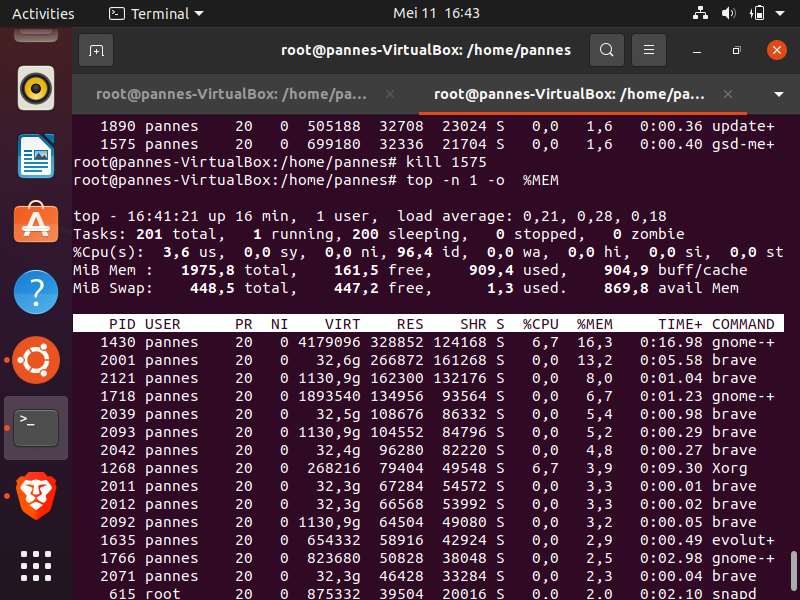 Activities Terminal Mei 11 16:43
root@pannes-VirtualBox: /home/pannes
root@pannes-VirtualBox: /home/pa... root@pannes-VirtualBox: /home/pa...
1890 pannes 20 0 505188 32708 23024 S 0,0 1,6 0:00.36 update+
1575 pannes 20 0 699180 32336 21704 S 0,0 1,6 0:00.40 gsd-me+
root@pannes-VirtualBox:/home/pannes# kill 1575
root@pannes-VirtualBox:/home/pannes# top -n 1 -o %MEM
top - 16:41:21 up 16 min, 1 user, load average: 0,21, 0,28, 0,18
Tasks: 201 total, 1 running, 200 sleeping, 0 stopped, 0 zombie
%Cpu(s): 3,6 us, 0,0 sy, 0,0 ni, 96,4 id, 0,0 wa, 0,0 hi, 0,0 si, 0,0 st
MiB Mem : 1975,8 total, 161,5 free, 909,4 used, 904,9 buff/cache
MiB Swap: 448,5 total, 447,2 free, 1,3 used. 869,8 avail Mem
PID USER PR NI VIRT RES SHR S %CPU %MEM TIME+ COMMAND
1430 pannes 20 0 4179096 328852 124168 S 6,7 16,3 0:16.98 gnome-+
2001 pannes 20 0 32,6g 266872 161268 S 0,0 13,2 0:05.58 brave
2121 pannes 20 0 1130,9g 162300 132176 S 0,0 8,0 0:01.04 brave
1718 pannes 20 0 1893540 134956 93564 S 0,0 6,7 0:01.23 gnome-+
2039 pannes 20 0 32,5g 108676 86332 S 0,0 5,4 0:00.98 brave
2093 pannes 20 0 1130,9g 104552 84796 S 0,0 5,2 0:00.29 brave
2042 pannes 20 0 32,4g 96280 82220 S 0,0 4,8 0:00.27 brave
1268 pannes 20 0 268216 79404 49548 S 6,7 3,9 0:09.30 Xorg
2011 pannes 20 0 32,3g 67284 54572 S 0,0 3,3 0:00.01 brave
2012 pannes 20 0 32,3g 66568 53992 S 0,0 3,3 0:00.02 brave
2092 pannes 20 0 1130,9g 64504 49080 S 0,0 3,2 0:00.05 brave
1635 pannes 20 0 654332 58916 42924 S 0,0 2,9 0:00.49 evolut+
1766 pannes 20 0 823680 50828 38048 S 0,0 2,5 0:02.98 gnome-+
2071 pannes 20 0 32,3g 46428 33284 S 0,0 2,3 0:00.04 brave
615 root 20 0 875332 39504 20016 S 0,0 2,0 0:02.10 snapd